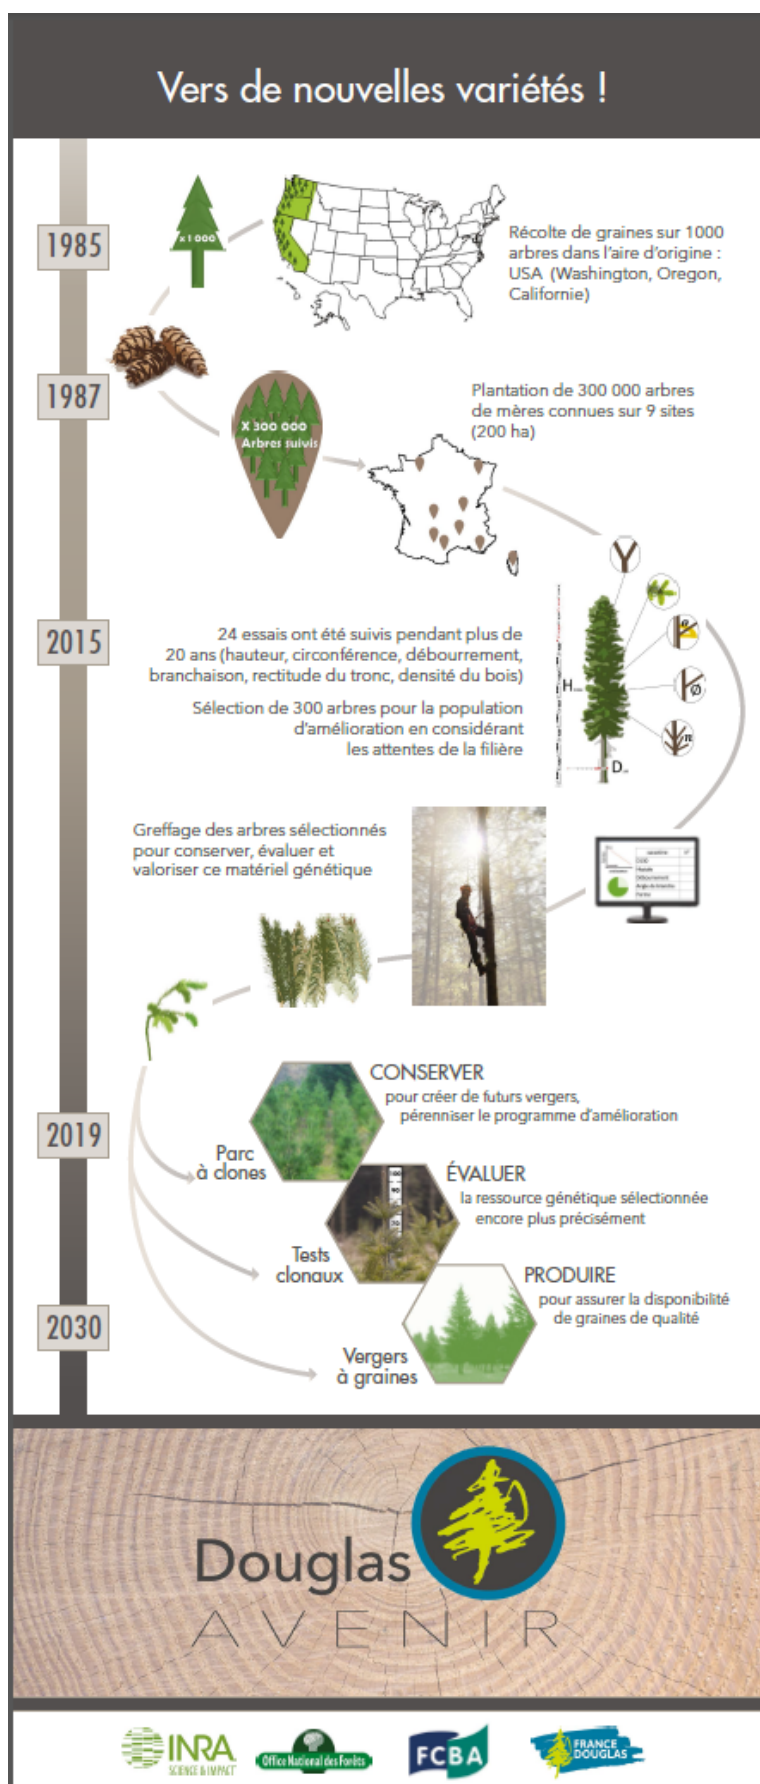 Vers de nouvelles variétés !
1985
x1000
Récolte de graines sur 1000
arbres dans l'aire d'origine :
USA (Washington, Oregon,
Californie)
1987
X 300 000
Arbres suivis
Plantation de 300 000 arbres
de mères connues sur 9 sites
(200 ha)
2015
24 essais ont été suivis pendant plus de
20 ans (hauteur, circonférence, débourrement,
branchaison, rectitude du tronc, densité du bois)
Sélection de 300 arbres pour la population
d'amélioration en considérant
les attentes de la filière
H
D
Ø
n
Greffage des arbres sélectionnés
pour conserver, évaluer et
valoriser ce matériel génétique
2019
CONSERVER
pour créer de futurs vergers,
pérenniser le programme d'amélioration
Parc
à clones
ÉVALUER
la ressource génétique sélectionnée
encore plus précisément
Tests
clonaux
PRODUIRE
pour assurer la disponibilité
de graines de qualité
2030
Vergers
à graines
Douglas
AVENIR
INRA
SCIENCE & IMPACT
Office National des Forêts
FCBA
FRANCE
DOUGLAS